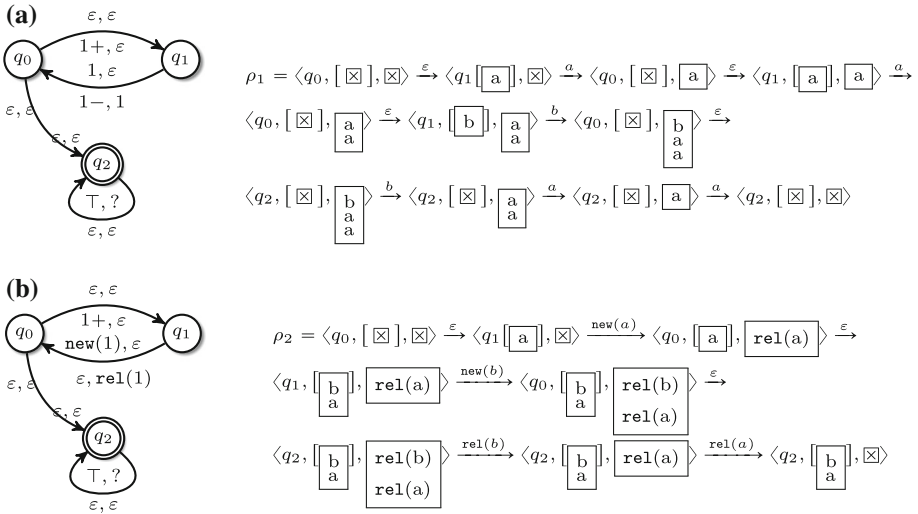 (a)
ε, ε
q₀ 1+, ε q₁
1, ε
1−, 1
ε, ε
ε, ε
q₂
⊤, ?
ε, ε
ρ₁ = ⟨q₀, [ ☒ ], ☒⟩ →ε ⟨q₁[ a ], ☒⟩ →a ⟨q₀, [ ☒ ], a ⟩ →ε ⟨q₁, [ a ], a ⟩ →a
⟨q₀, [ ☒ ], a a ⟩ →ε ⟨q₁, [ b ], a a ⟩ →b ⟨q₀, [ ☒ ], b a a ⟩ →ε
⟨q₂, [ ☒ ], b a a ⟩ →b ⟨q₂, [ ☒ ], a a ⟩ →a ⟨q₂, [ ☒ ], a ⟩ →a ⟨q₂, [ ☒ ], ☒⟩
(b)
ε, ε
q₀ 1+, ε q₁
new(1), ε
ε, rel(1)
ε, ε
ε, ε
q₂
⊤, ?
ε, ε
ρ₂ = ⟨q₀, [ ☒ ], ☒⟩ →ε ⟨q₁[ a ], ☒⟩ →new(a) ⟨q₀, [ a ], rel(a) ⟩ →ε
⟨q₁, [ b a ], rel(a) ⟩ →new(b) ⟨q₀, [ b a ], rel(b) rel(a) ⟩ →ε
⟨q₂, [ b a ], rel(b) rel(a) ⟩ →rel(b) ⟨q₂, [ b a ], rel(a) ⟩ →rel(a) ⟨q₂, [ b a ], ☒⟩